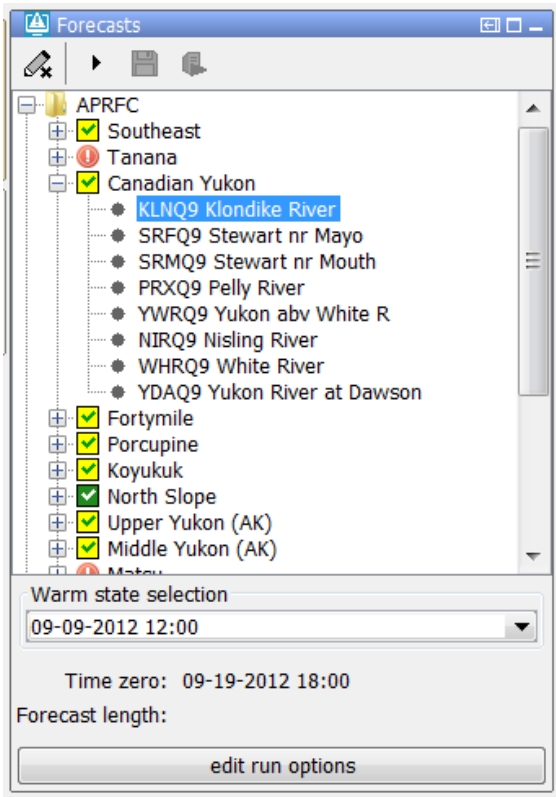 Forecasts
APRFC
Southeast
Tanana
Canadian Yukon
KLNQ9 Klondike River
SRFQ9 Stewart nr Mayo
SRMQ9 Stewart nr Mouth
PRXQ9 Pelly River
YWRQ9 Yukon abv White R
NIRQ9 Nisling River
WHRQ9 White River
YDAQ9 Yukon River at Dawson
Fortymile
Porcupine
Koyukuk
North Slope
Upper Yukon (AK)
Middle Yukon (AK)
Matsu
Warm state selection
09-09-2012 12:00
Time zero: 09-19-2012 18:00
Forecast length:
edit run options